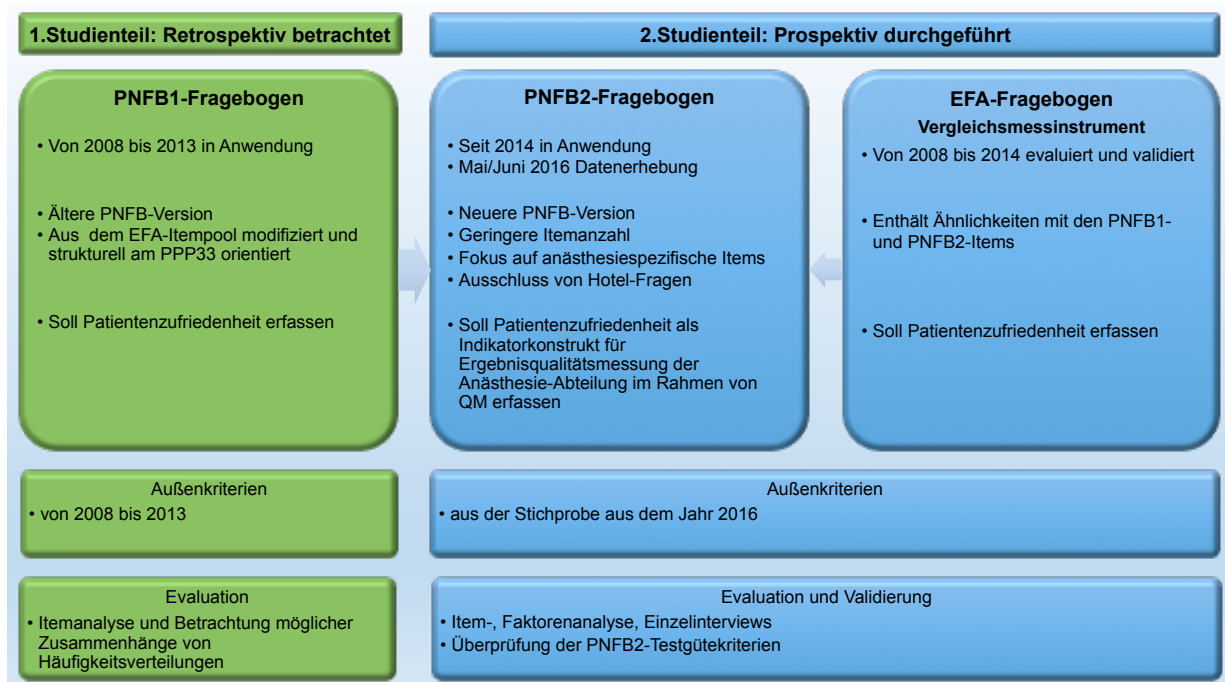 1.Studienteil: Retrospektiv betrachtet
2.Studienteil: Prospektiv durchgeführt
PNFB1-Fragebogen
• Von 2008 bis 2013 in Anwendung
• Ältere PNFB-Version
• Aus dem EFA-Itempool modifiziert und
strukturell am PPP33 orientiert
• Soll Patientenzufriedenheit erfassen
PNFB2-Fragebogen
• Seit 2014 in Anwendung
• Mai/Juni 2016 Datenerhebung
• Neuere PNFB-Version
• Geringere Itemanzahl
• Fokus auf anästhesiespezifische Items
• Ausschluss von Hotel-Fragen
• Soll Patientenzufriedenheit als
Indikatorkonstrukt für
Ergebnisqualitätsmessung der
Anästhesie-Abteilung im Rahmen von
QM erfassen
EFA-Fragebogen
Vergleichsmessinstrument
• Von 2008 bis 2014 evaluiert und validiert
• Enthält Ähnlichkeiten mit den PNFB1-
und PNFB2-Items
• Soll Patientenzufriedenheit erfassen
Außenkriterien
• von 2008 bis 2013
Außenkriterien
• aus der Stichprobe aus dem Jahr 2016
Evaluation
• Itemanalyse und Betrachtung möglicher
Zusammenhänge von
Häufigkeitsverteilungen
Evaluation und Validierung
• Item-, Faktorenanalyse, Einzelinterviews
• Überprüfung der PNFB2-Testgütekriterien